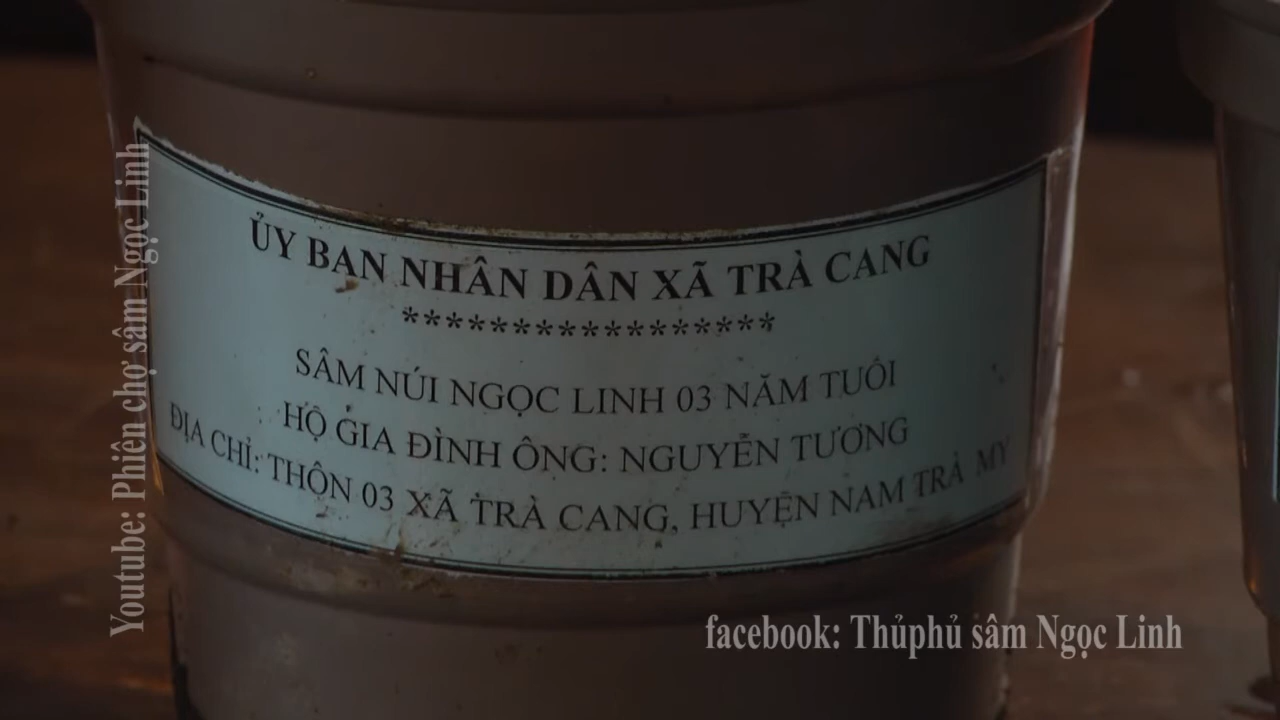 ỦY BAN NHÂN DÂN XÃ TRÀ CANG
*****************
SÂM NÚI NGỌC LINH 03 NĂM TUỔI
HỘ GIA ĐÌNH ÔNG: NGUYỄN TƯƠNG
ĐỊA CHỈ: THÔN 03 XÃ TRÀ CANG, HUYỆN NAM TRÀ MY
Youtube: Phiên chợ sâm Ngọc Linh
facebook: Thủphủ sâm Ngọc Linh